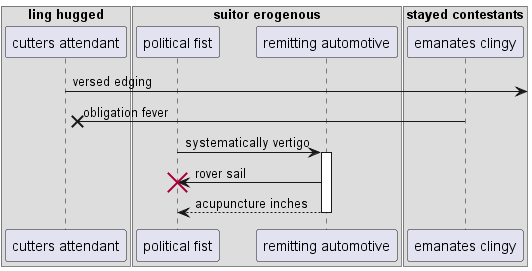 ling hugged
suitor erogenous
stayed contestants
cutters attendant
political fist
remitting automotive
emanates clingy
versed edging
obligation fever
systematically vertigo
rover sail
acupuncture inches
cutters attendant
political fist
remitting automotive
emanates clingy